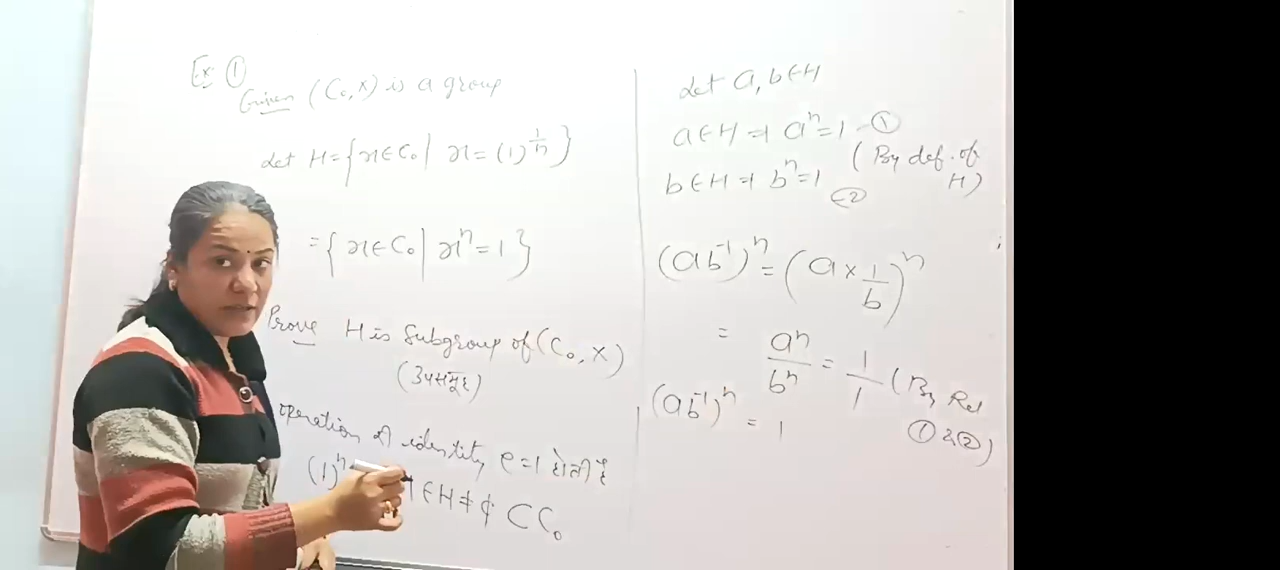 Ex ①
Given (C₀, ×) is a group
Let H = {x ∈ C₀ | x = (1)^{1/n}}
= {x ∈ C₀ | xⁿ = 1}
Prove H is Subgroup of (C₀, ×)
(उपसमूह)
operation में identity e = 1 होती है
(1)ⁿ
∈ H ≠ ϕ ⊂ C₀
Let a, b ∈ H
a ∈ H ⇒ aⁿ = 1 - ①
(By def. of
b ∈ H ⇒ bⁿ = 1
H)
②
(ab⁻¹)ⁿ = (a × 1/b)ⁿ
= aⁿ/bⁿ = 1/1 (By Rel
(ab⁻¹)ⁿ = 1
① & ②)